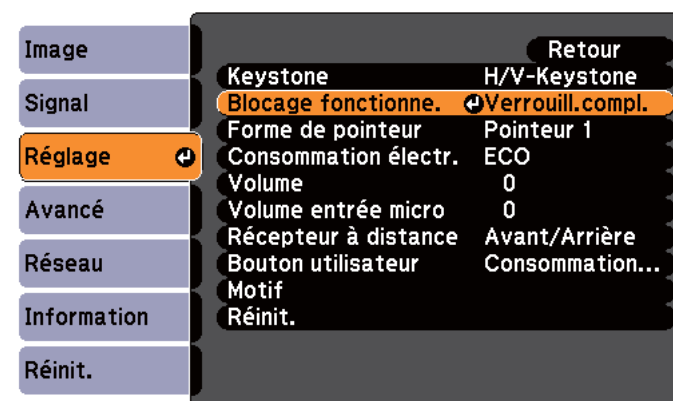 Image
Signal
Réglage
Avancé
Réseau
Information
Réinit.
Retour
Keystone H/V-Keystone
Blocage fonctionne. Verrouill.compl.
Forme de pointeur Pointeur 1
Consommation électr. ECO
Volume 0
Volume entrée micro 0
Récepteur à distance Avant/Arrière
Bouton utilisateur Consommation...
Motif
Réinit.